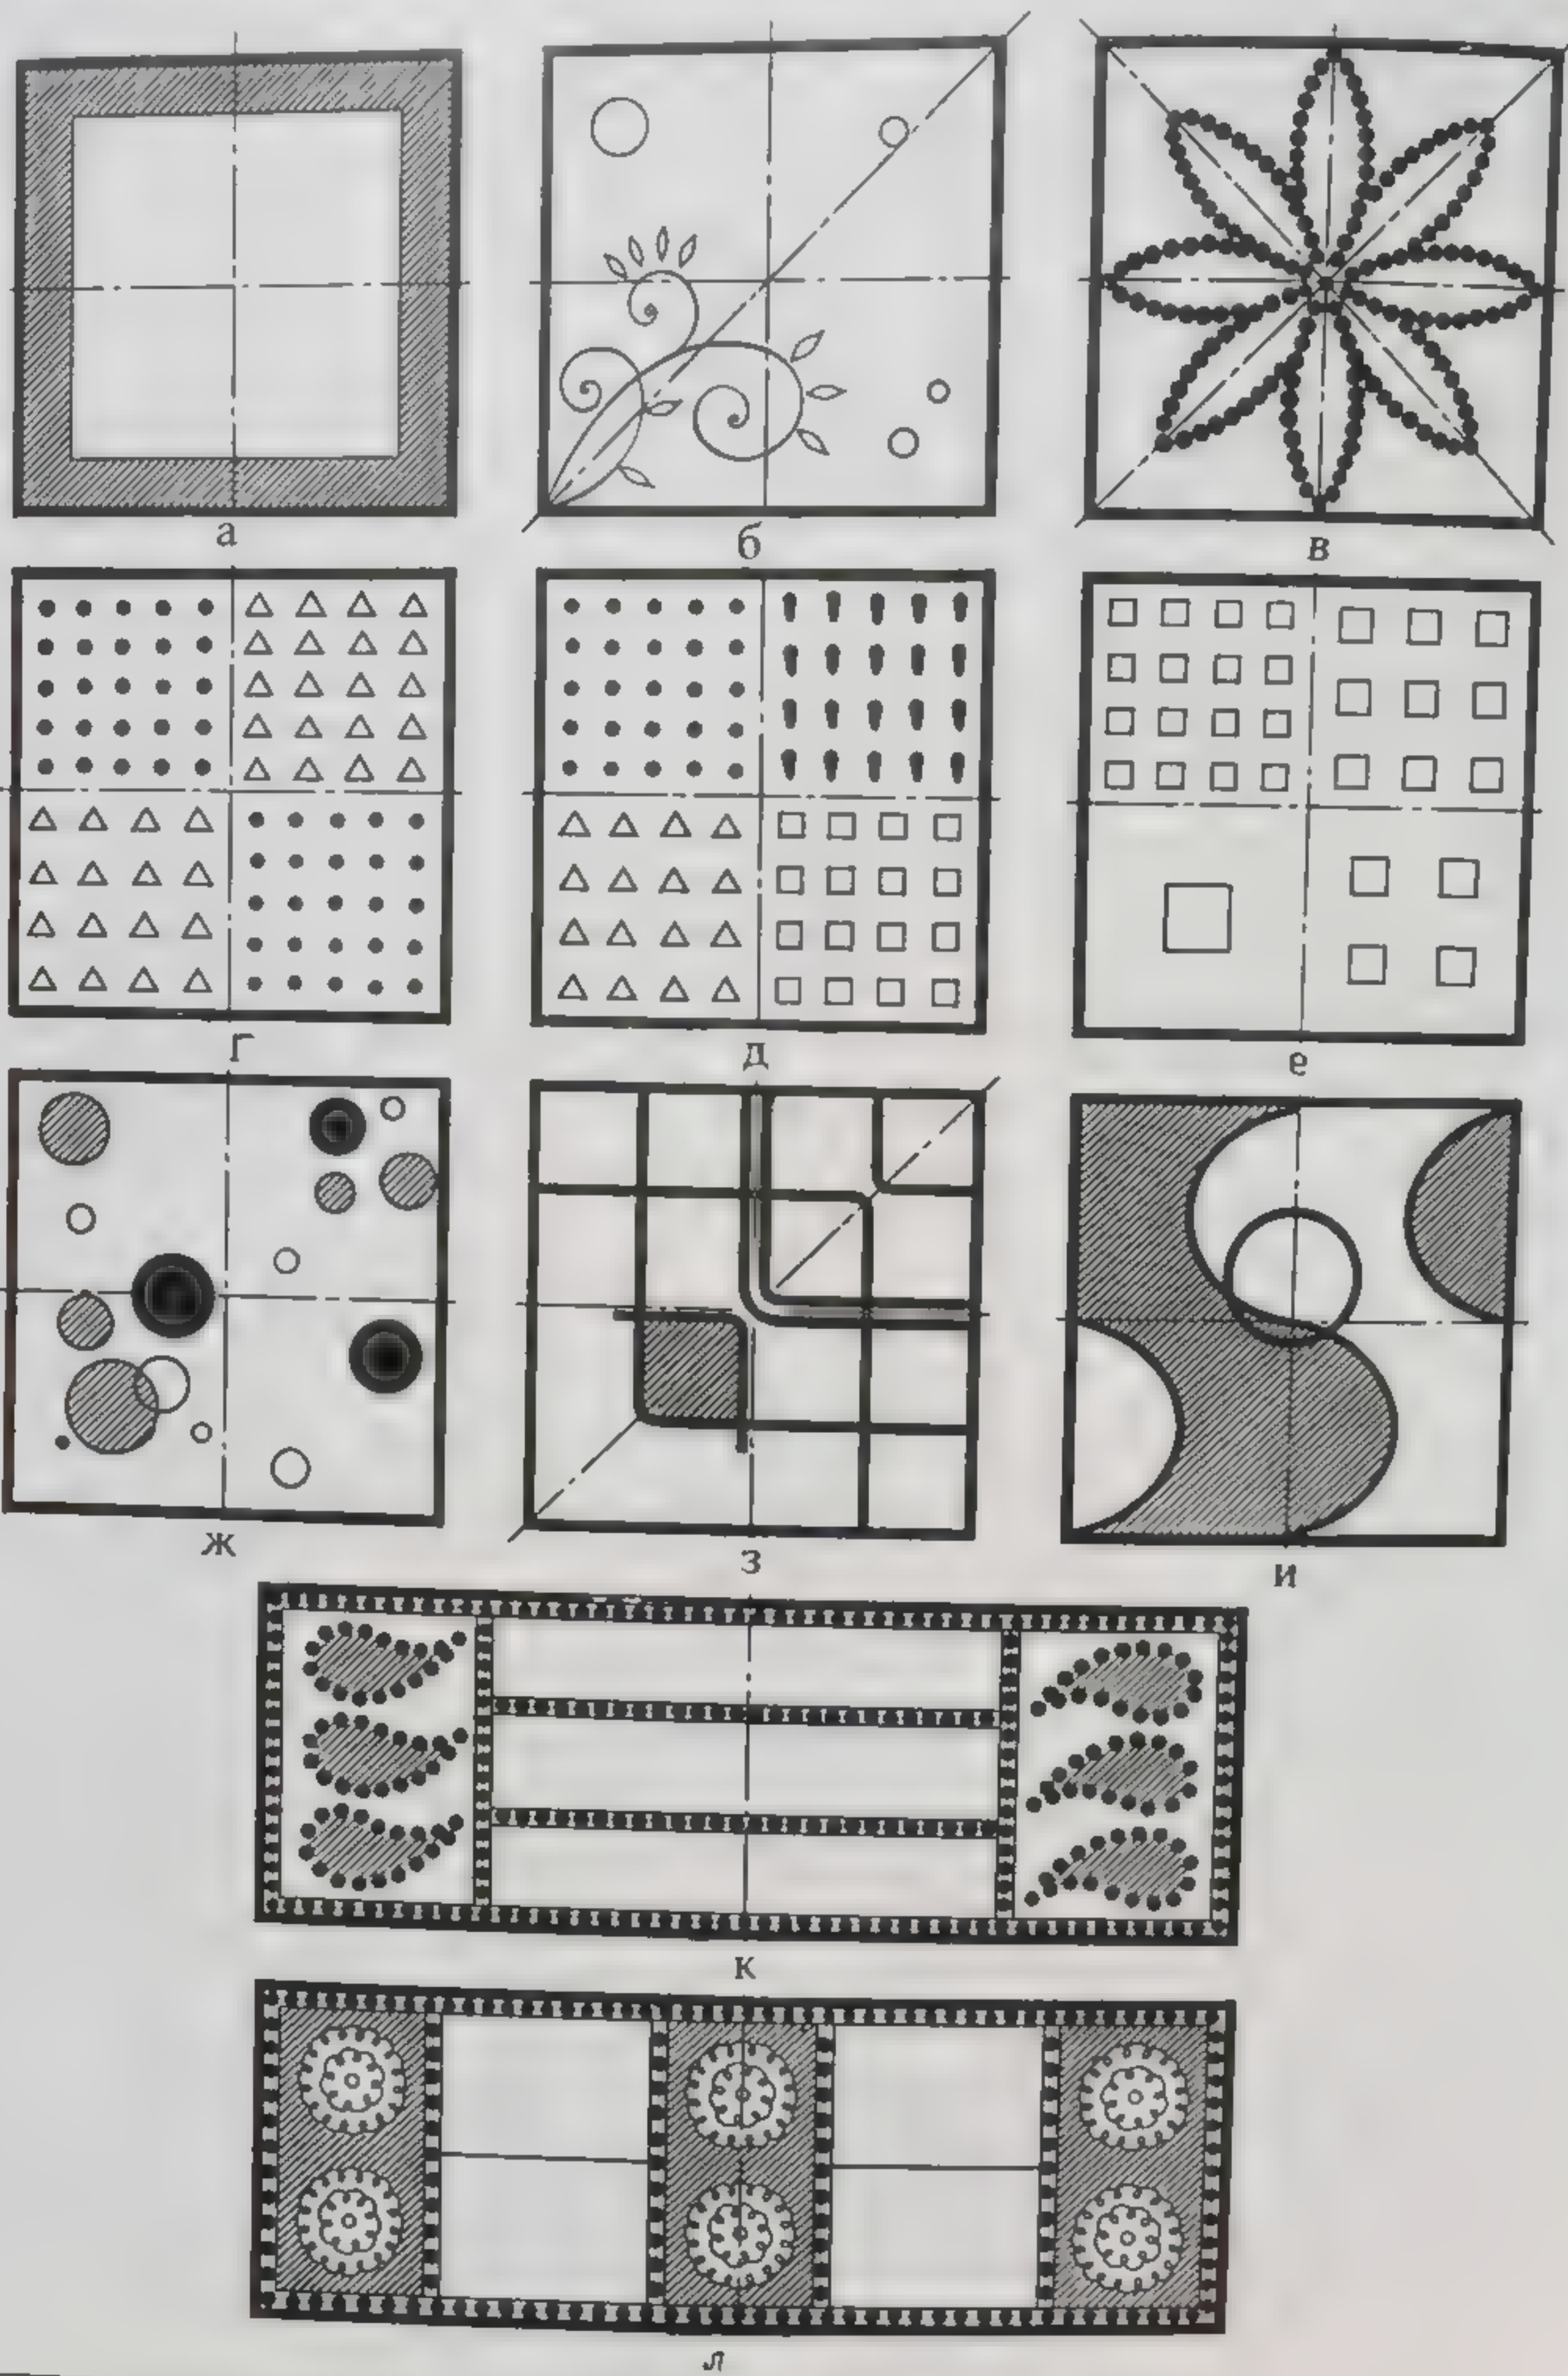 а
б
в
г
д
е
ж
з
и
к
л